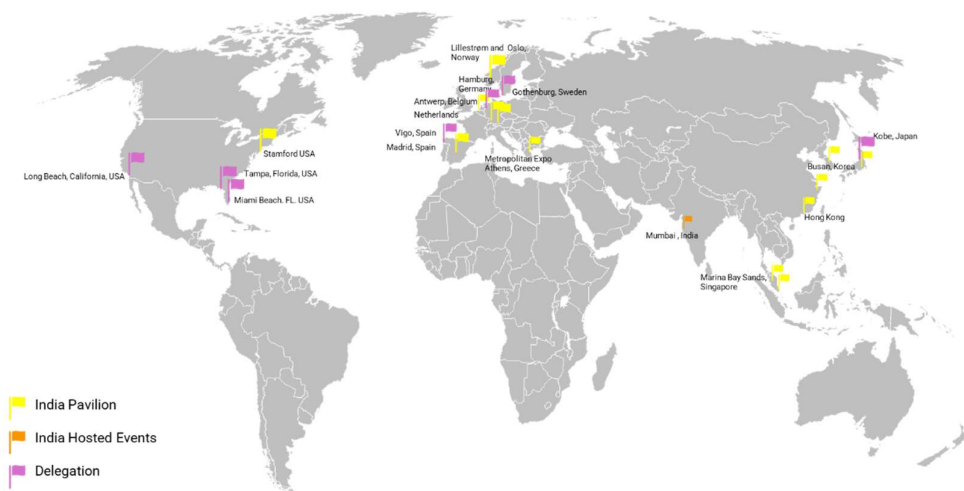 Lillestrøm and Oslo,
Norway
Hamburg,
Germany
Gothenburg, Sweden
Antwerp, Belgium
Netherlands
Vigo, Spain
Madrid, Spain
Metropolitan Expo
Athens, Greece
Stamford USA
Long Beach, California, USA
Tampa, Florida, USA
Miami Beach. FL. USA
Kobe, Japan
Busan, Korea
Hong Kong
Mumbai , India
Marina Bay Sands,
Singapore
India Pavilion
India Hosted Events
Delegation